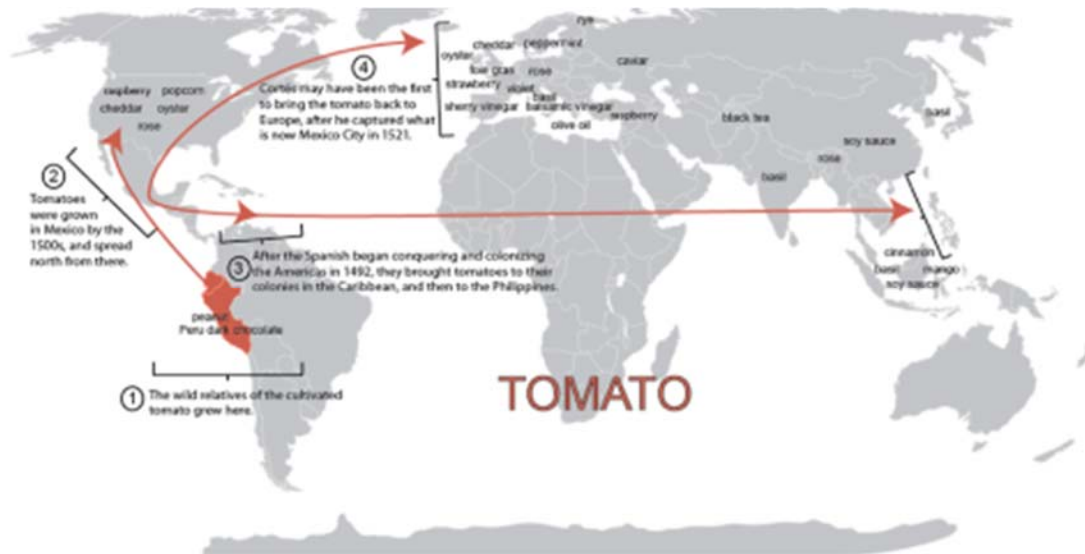 rye
cheddar peppermint
oyster
caviar
foie gras rose
strawberry violet
basil
sherry vinegar balsamic vinegar raspberry
olive oil
④
Cortés may have been the first
to bring the tomato back to
Europe, after he captured what
is now Mexico City in 1521.
raspberry popcorn
cheddar oyster
rose
black tea
basil
soy sauce
rose
basil
②
Tomatoes
were grown
in Mexico by the
1500s, and spread
north from there.
③
After the Spanish began conquering and colonizing
the Americas in 1492, they brought tomatoes to their
colonies in the Caribbean, and then to the Philippines.
cinnamon
basil mango
soy sauce
peanut
Peru dark chocolate
① The wild relatives of the cultivated
tomato grew here.
TOMATO